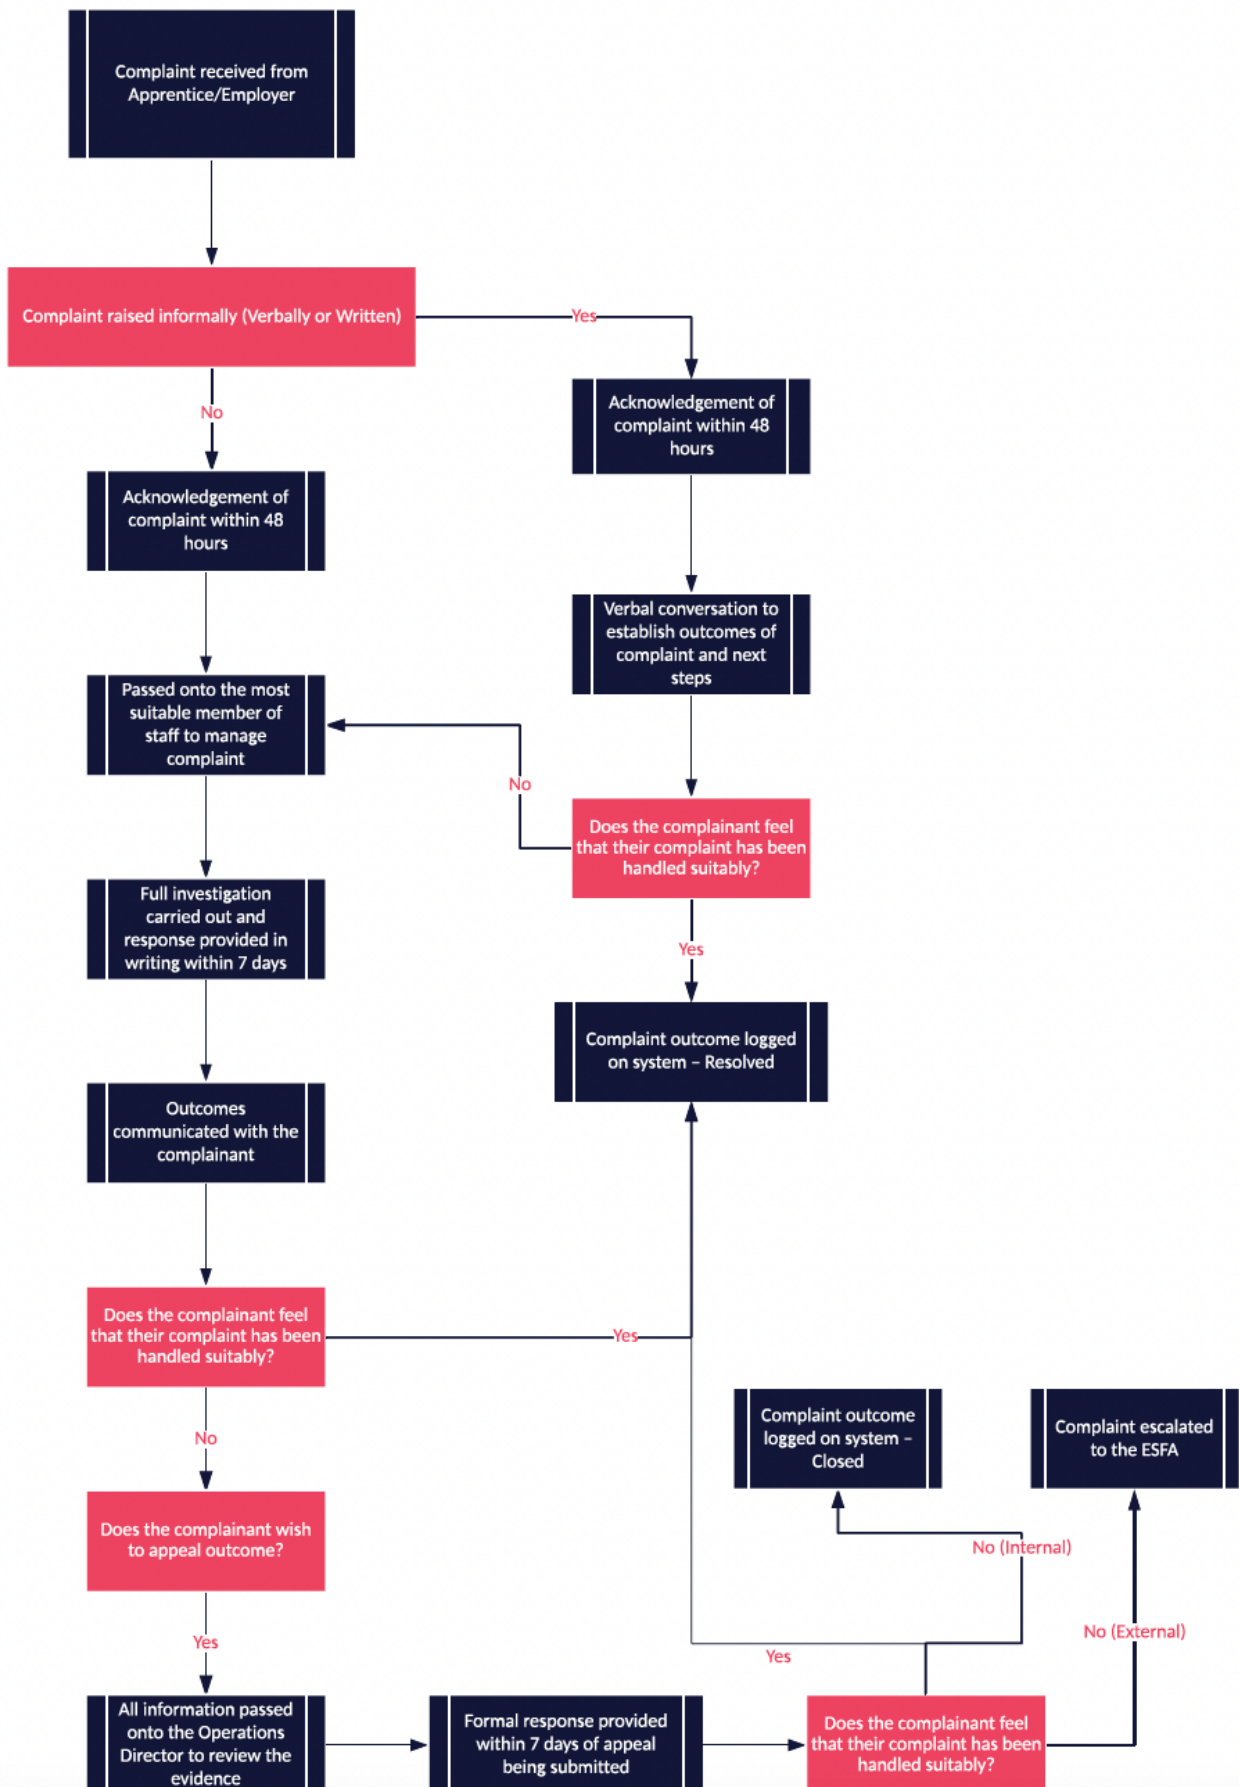 Complaint received from
Apprentice/Employer
Complaint raised informally (Verbally or Written)
Yes
No
Acknowledgement of
complaint within 48
hours
Acknowledgement of
complaint within 48
hours
Verbal conversation to
establish outcomes of
complaint and next
steps
Passed onto the most
suitable member of
staff to manage
complaint
No
Does the complainant feel
that their complaint has been
handled suitably?
Full investigation
carried out and
response provided in
writing within 7 days
Yes
Complaint outcome logged
on system – Resolved
Outcomes
communicated with the
complainant
Does the complainant feel
that their complaint has been
handled suitably?
Yes
No
Complaint outcome
logged on system –
Closed
Complaint escalated
to the ESFA
Does the complainant wish
to appeal outcome?
No (Internal)
No (External)
Yes
Yes
All information passed
onto the Operations
Director to review the
evidence
Formal response provided
within 7 days of appeal
being submitted
Does the complainant feel
that their complaint has been
handled suitably?